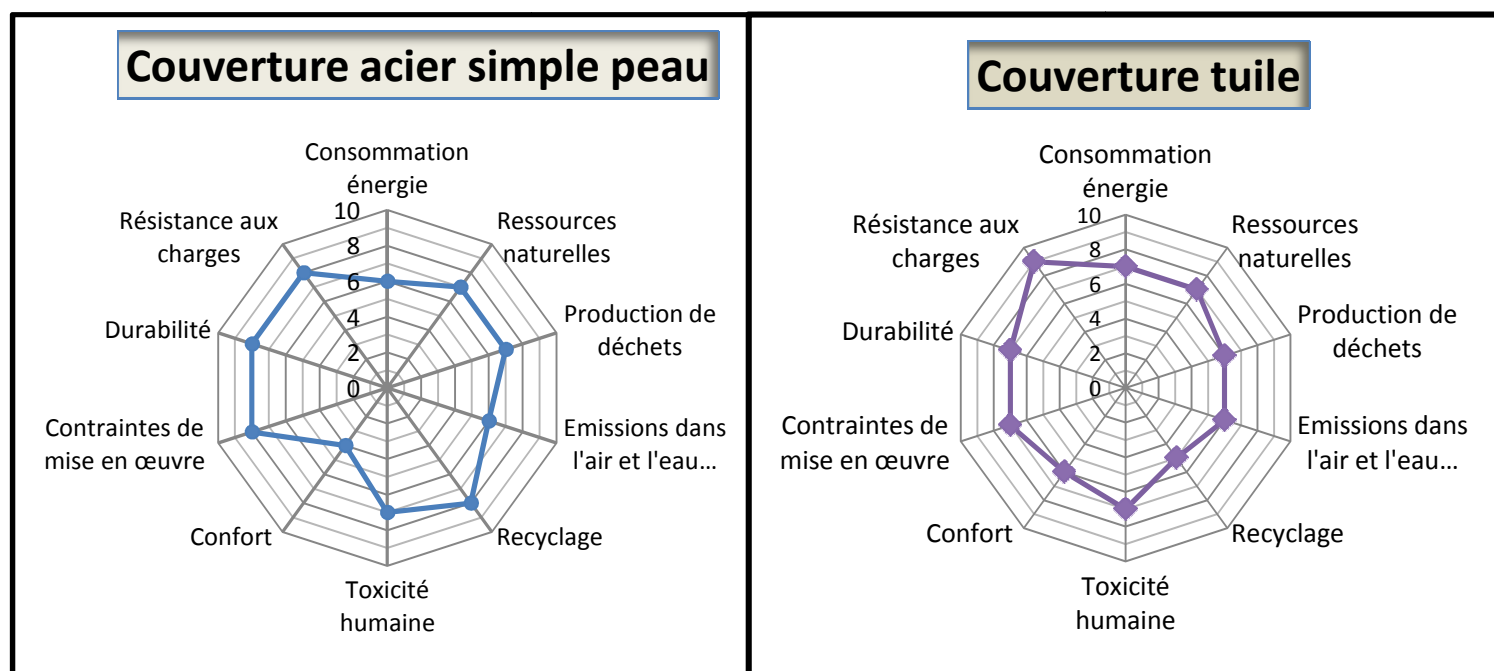 Couverture acier simple peau
Consommation
énergie
Ressources
naturelles
Production de
déchets
Emissions dans
l'air et l'eau…
Recyclage
Toxicité
humaine
Confort
Contraintes de
mise en œuvre
Durabilité
Résistance aux
charges
10
8
6
4
2
0
Couverture tuile
Consommation
énergie
Ressources
naturelles
Production de
déchets
Emissions dans
l'air et l'eau…
Recyclage
Toxicité
humaine
Confort
Contraintes de
mise en œuvre
Durabilité
Résistance aux
charges
10
8
6
4
2
0